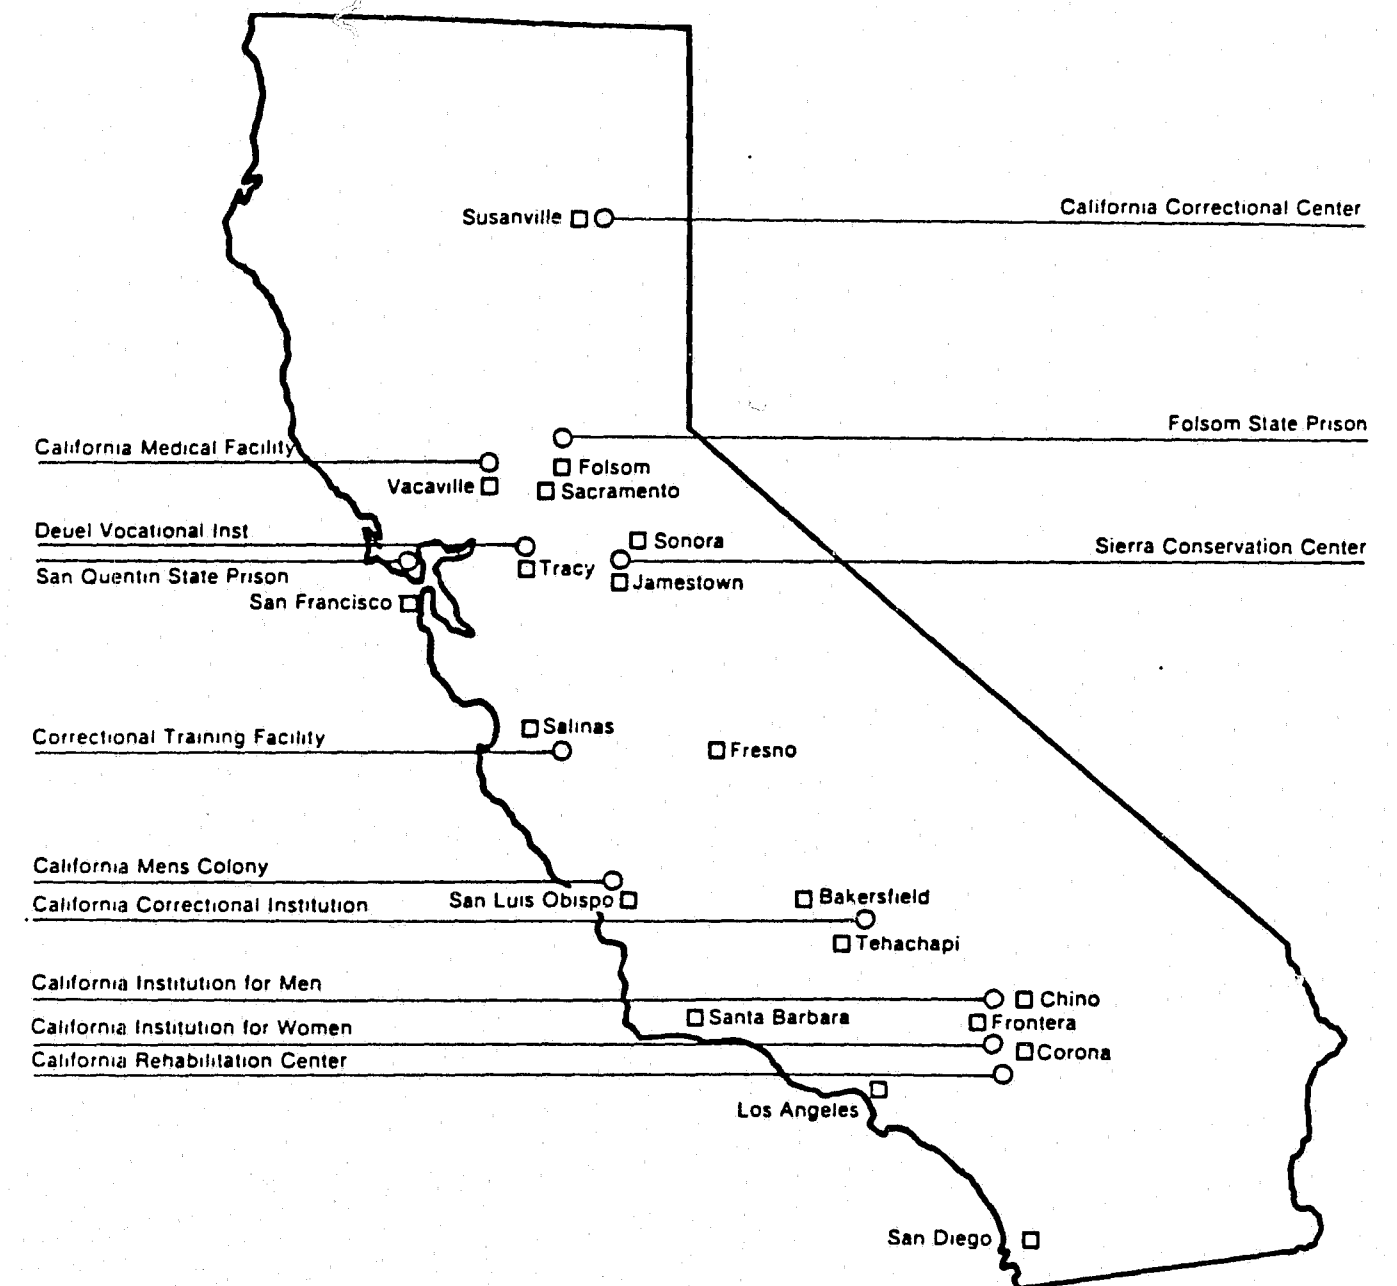 Susanville
California Correctional Center
Folsom State Prison
California Medical Facility
Folsom
Vacaville
Sacramento
Deuel Vocational Inst
Sonora
Sierra Conservation Center
San Quentin State Prison
Tracy
Jamestown
San Francisco
Salinas
Correctional Training Facility
Fresno
California Mens Colony
San Luis Obispo
Bakersfield
California Correctional Institution
Tehachapi
California Institution for Men
Chino
Santa Barbara
Frontera
California Institution for Women
Corona
California Rehabilitation Center
Los Angeles
San Diego